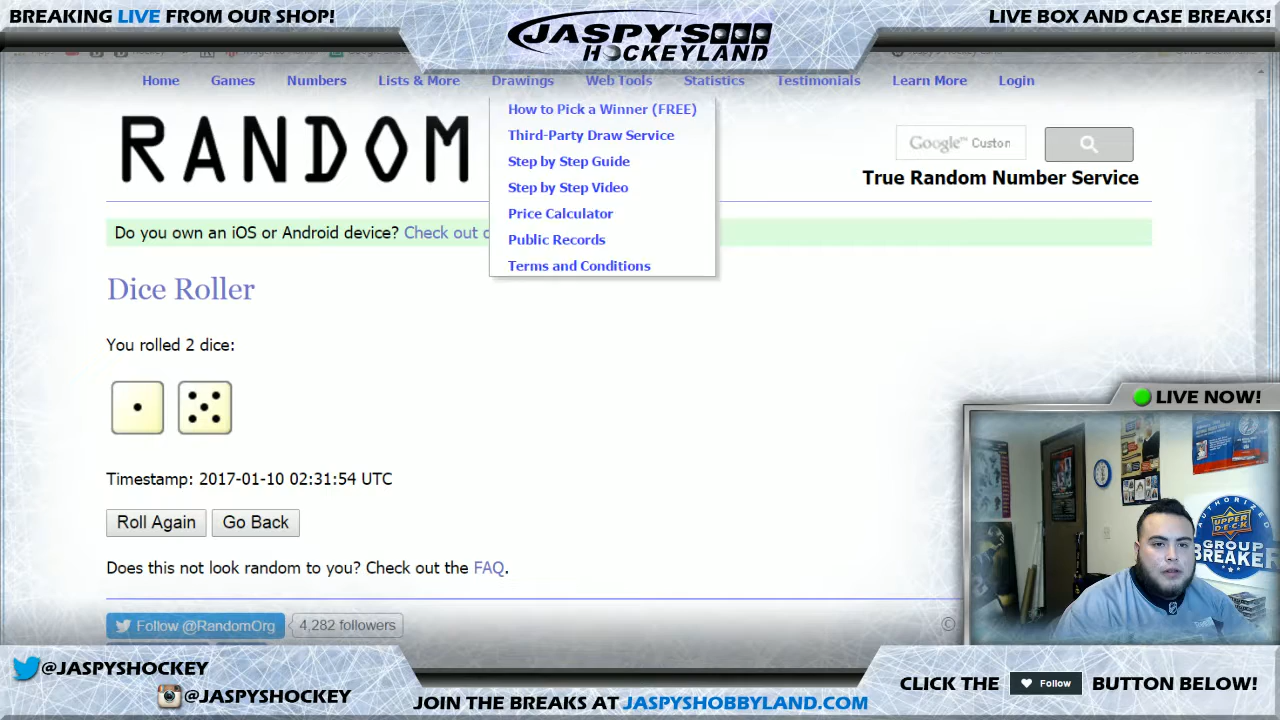 BREAKING LIVE FROM OUR SHOP!
JASPY'S
HOCKEYLAND
LIVE BOX AND CASE BREAKS!
Home Games Numbers Lists & More Drawings Web Tools Statistics Testimonials Learn More Login
How to Pick a Winner (FREE)
Third-Party Draw Service
Step by Step Guide
Step by Step Video
Price Calculator
Public Records
Terms and Conditions
RANDOM
Google™ Custom
True Random Number Service
Do you own an iOS or Android device? Check out
Dice Roller
You rolled 2 dice:
Timestamp: 2017-01-10 02:31:54 UTC
Roll Again Go Back
Does this not look random to you? Check out the FAQ.
Follow @RandomOrg 4,282 followers
©
LIVE NOW!
AUTHORIZED
UPPER DECK
GROUP
BREAKER
@JASPYSHOCKEY
@JASPYSHOCKEY
JOIN THE BREAKS AT JASPYSHOBBYLAND.COM
CLICK THE Follow BUTTON BELOW!